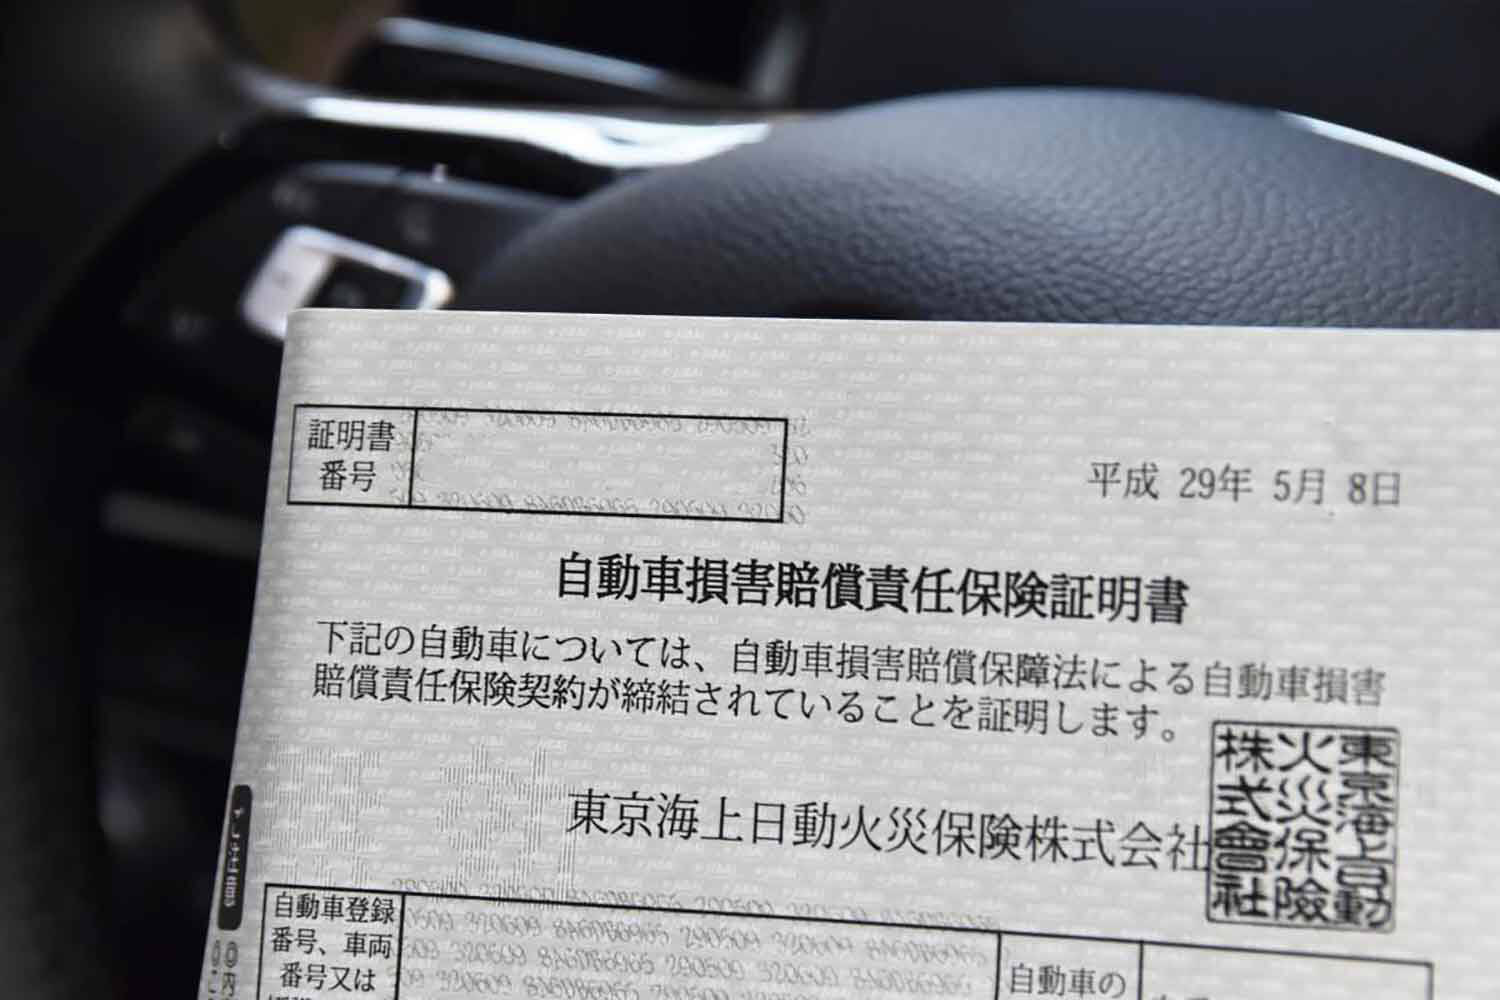 証明書
番号
平成 29年 5月 8日
自動車損害賠償責任保険証明書
下記の自動車については、自動車損害賠償保障法による自動車損害
賠償責任保険契約が締結されていることを証明します。
東京海上日動火災保険株式会社
東京海上日動
火災保險
株式會社
自動車登録
番号、車両
番号又は
自動車の